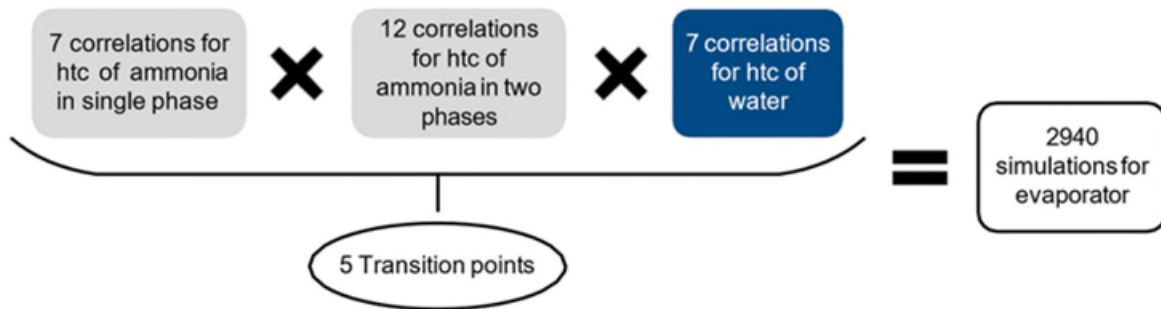 7 correlations for
htc of ammonia
in single phase
12 correlations
for htc of
ammonia in two
phases
7 correlations
for htc of
water
2940
simulations for
evaporator
5 Transition points